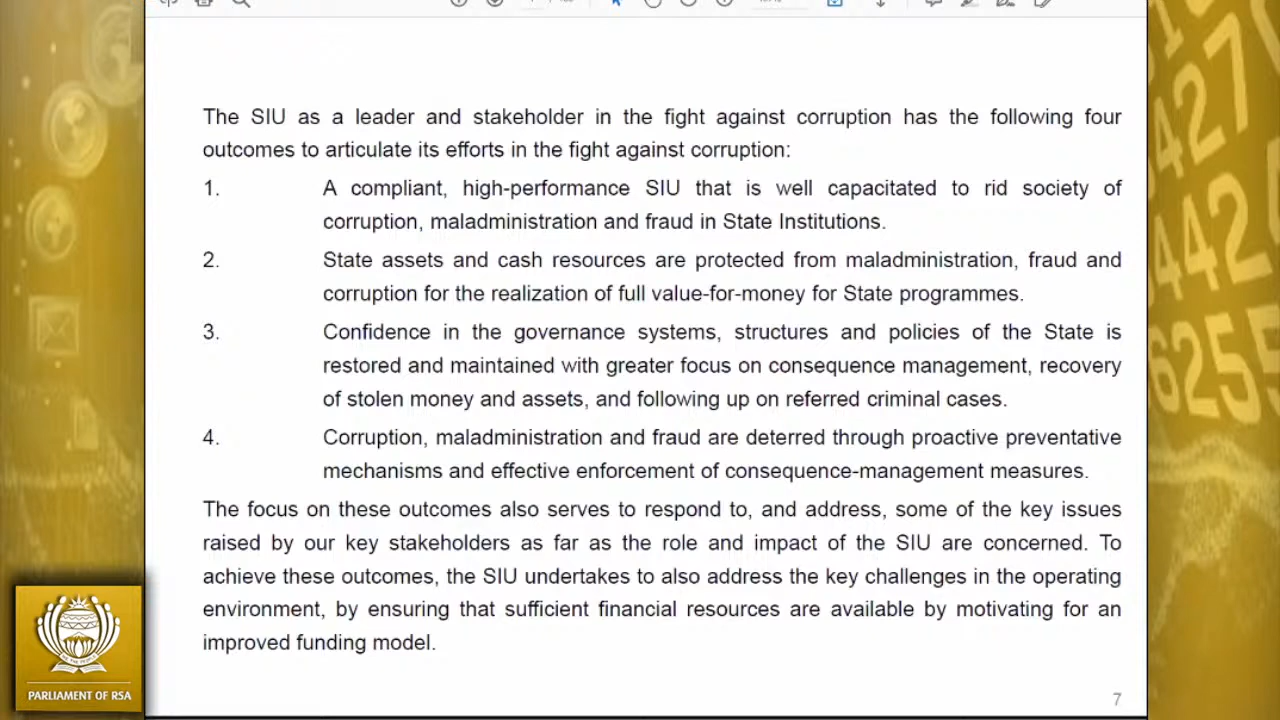 The SIU as a leader and stakeholder in the fight against corruption has the following four
outcomes to articulate its efforts in the fight against corruption:
1. A compliant, high-performance SIU that is well capacitated to rid society of
corruption, maladministration and fraud in State Institutions.
2. State assets and cash resources are protected from maladministration, fraud and
corruption for the realization of full value-for-money for State programmes.
3. Confidence in the governance systems, structures and policies of the State is
restored and maintained with greater focus on consequence management, recovery
of stolen money and assets, and following up on referred criminal cases.
4. Corruption, maladministration and fraud are deterred through proactive preventative
mechanisms and effective enforcement of consequence-management measures.
The focus on these outcomes also serves to respond to, and address, some of the key issues
raised by our key stakeholders as far as the role and impact of the SIU are concerned. To
achieve these outcomes, the SIU undertakes to also address the key challenges in the operating
environment, by ensuring that sufficient financial resources are available by motivating for an
improved funding model.
7
PARLIAMENT OF RSA